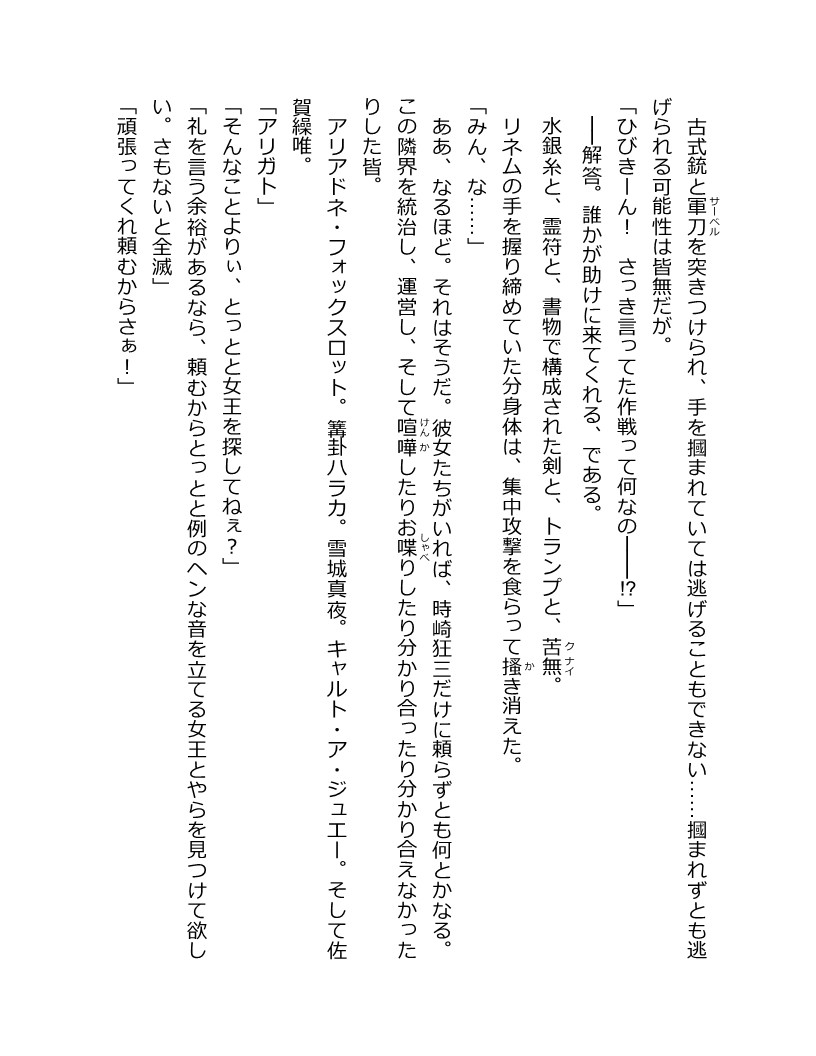 古式銃と軍刀を突きつけられ、手を摑まれていては逃げることもできない……摑まれずとも逃
げられる可能性は皆無だが。
「ひびきーん！　さっき言ってた作戦って何なの――!?」
――解答。誰かが助けに来てくれる、である。
水銀糸と、霊符と、書物で構成された剣と、トランプと、苦無。
リネムの手を握り締めていた分身体は、集中攻撃を食らって搔き消えた。
「みん、な……」
ああ、なるほど。それはそうだ。彼女たちがいれば、時崎狂三だけに頼らずとも何とかなる。
この隣界を統治し、運営し、そして喧嘩したりお喋りしたり分かり合ったり分かり合えなかった
りした皆。
アリアドネ・フォックスロット。篝卦ハラカ。雪城真夜。キャルト・ア・ジュエー。そして佐
賀繰唯。
「アリガト」
「そんなことよりぃ、とっとと女王を探してねぇ？」
「礼を言う余裕があるなら、頼むからとっとと例のヘンな音を立てる女王とやらを見つけて欲し
い。さもないと全滅」
「頑張ってくれ頼むからさぁ！」